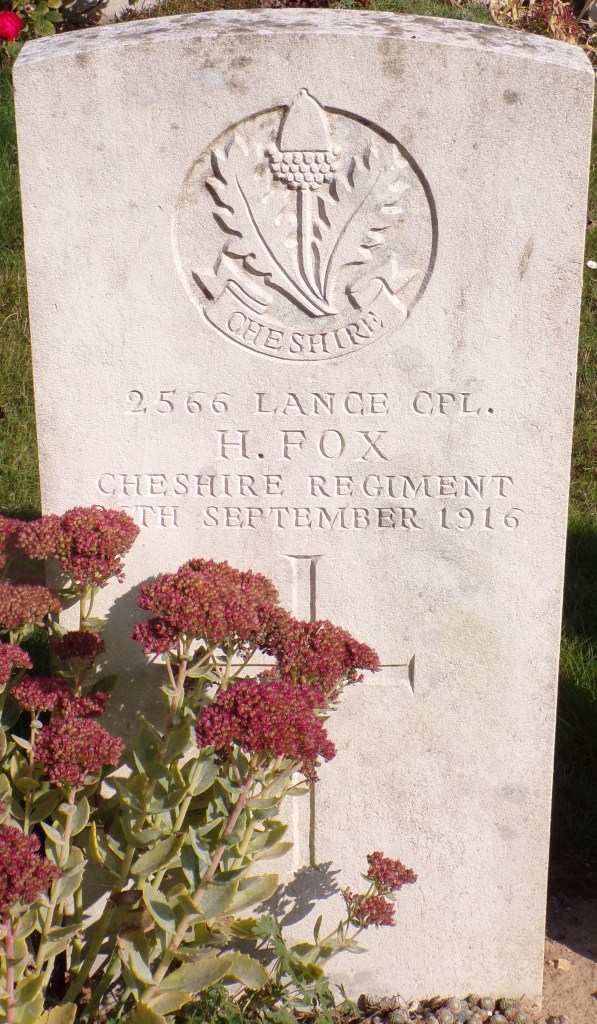 CHESHIRE
2566 LANCE CPL.
H. FOX
CHESHIRE REGIMENT
SEPTEMBER 1916